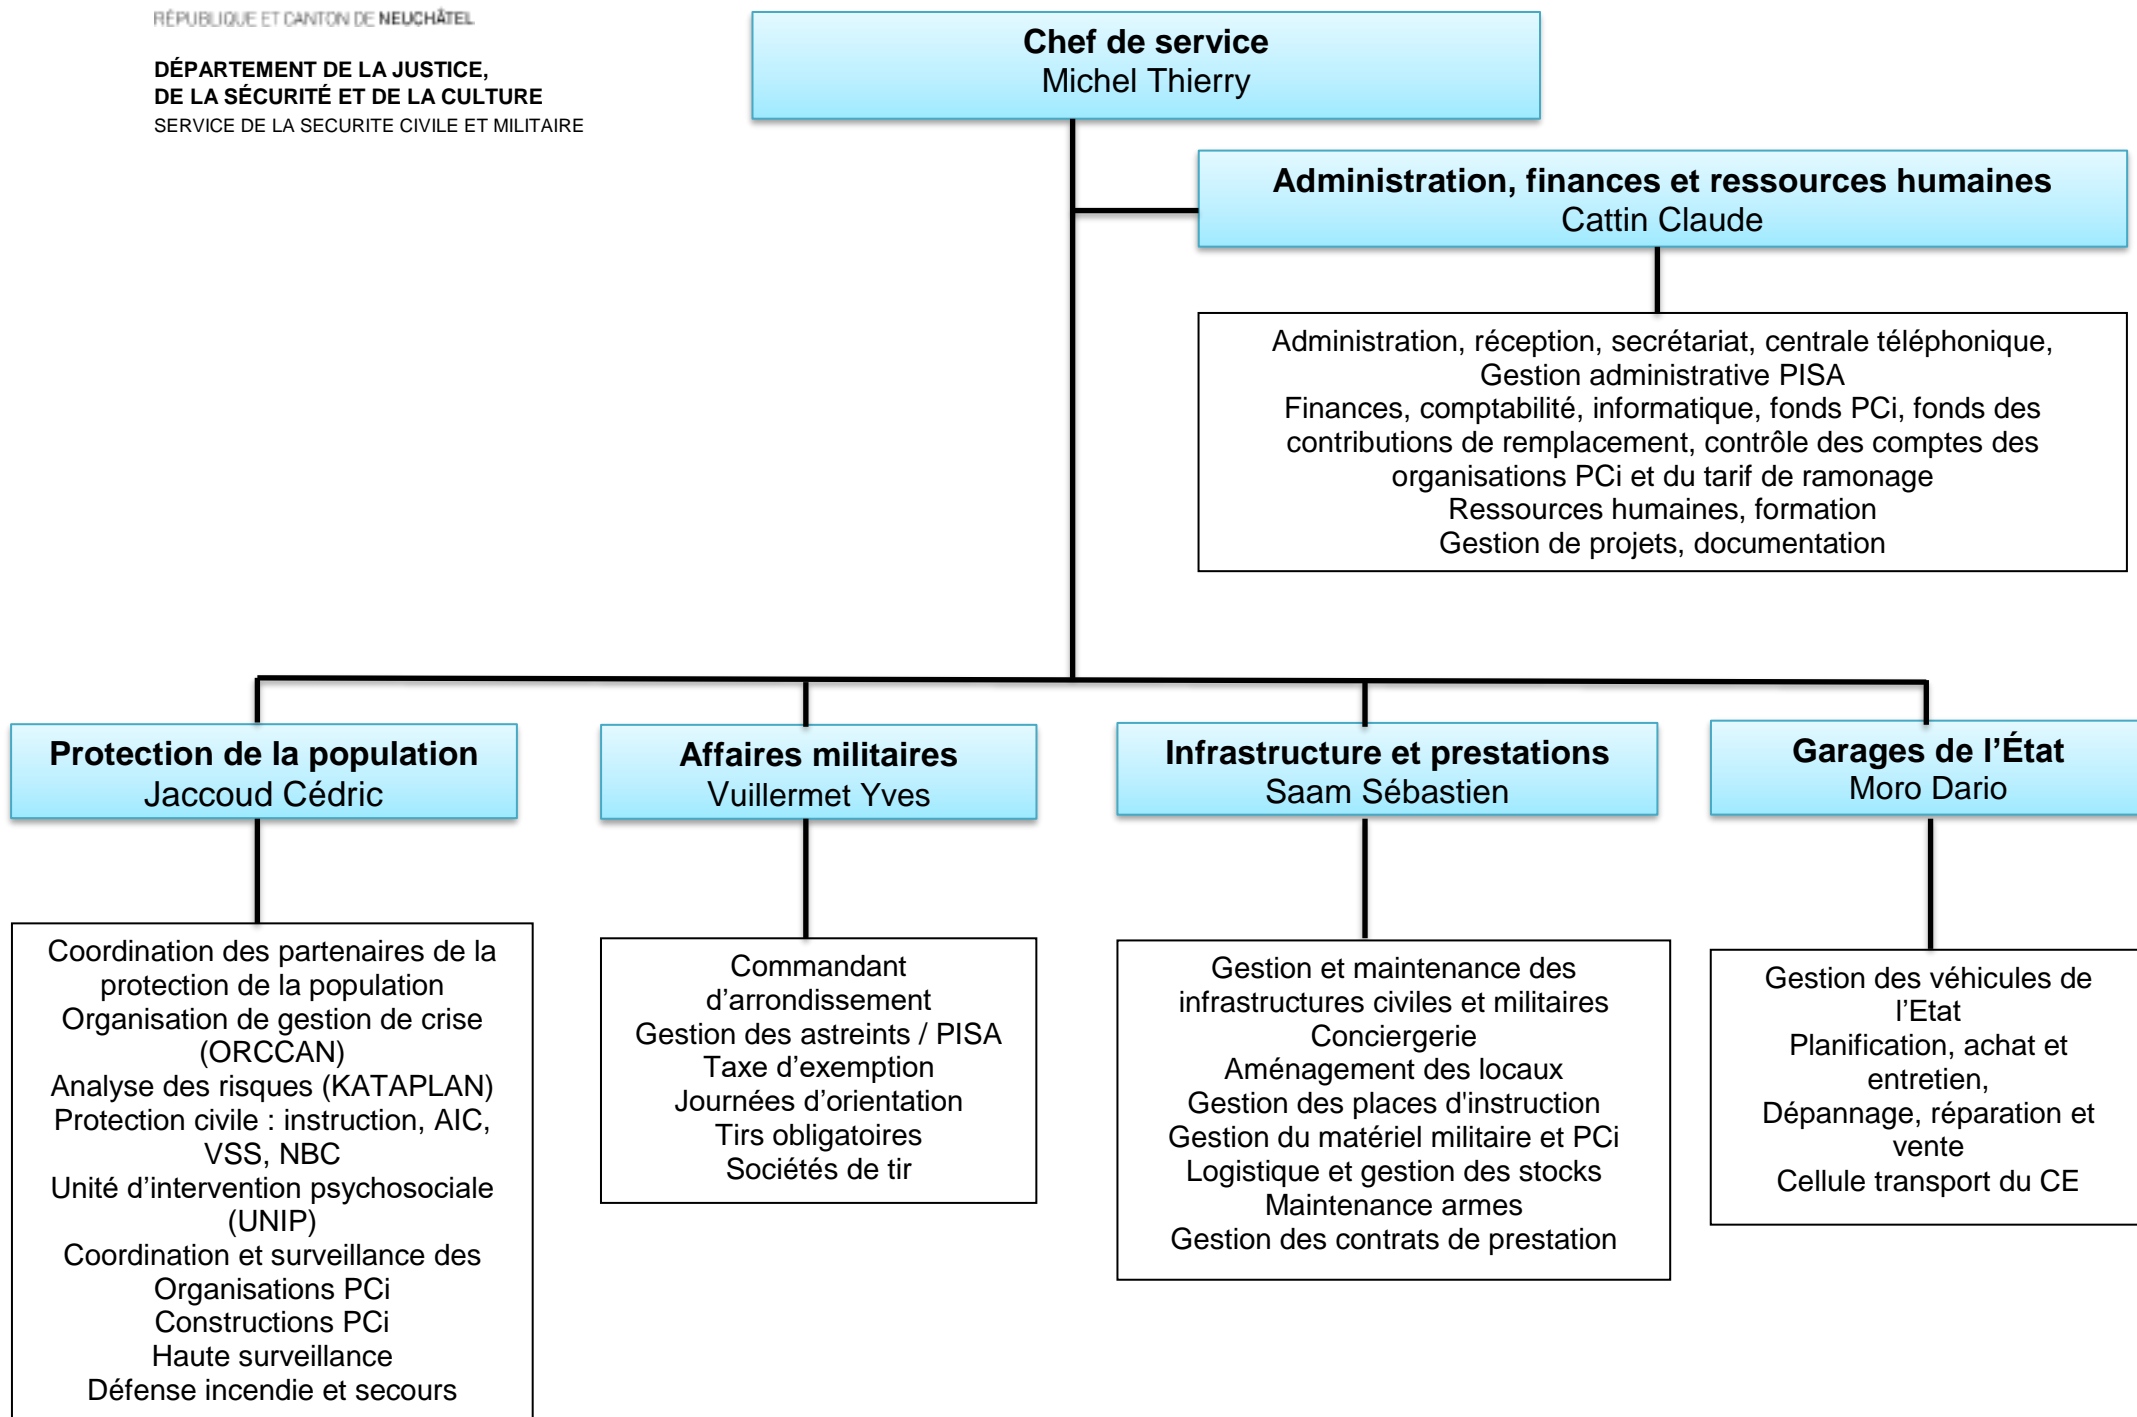 RÉPUBLIQUE ET CANTON DE NEUCHÂTEL
DÉPARTEMENT DE LA JUSTICE,
DE LA SÉCURITÉ ET DE LA CULTURE
SERVICE DE LA SECURITE CIVILE ET MILITAIRE
Chef de service
Michel Thierry
Administration, finances et ressources humaines
Cattin Claude
Administration, réception, secrétariat, centrale téléphonique,
Gestion administrative PISA
Finances, comptabilité, informatique, fonds PCi, fonds des
contributions de remplacement, contrôle des comptes des
organisations PCi et du tarif de ramonage
Ressources humaines, formation
Gestion de projets, documentation
Protection de la population
Jaccoud Cédric
Coordination des partenaires de la
protection de la population
Organisation de gestion de crise
(ORCCAN)
Analyse des risques (KATAPLAN)
Protection civile : instruction, AIC,
VSS, NBC
Unité d’intervention psychosociale
(UNIP)
Coordination et surveillance des
Organisations PCi
Constructions PCi
Haute surveillance
Défense incendie et secours
Affaires militaires
Vuillermet Yves
Commandant
d’arrondissement
Gestion des astreints / PISA
Taxe d’exemption
Journées d’orientation
Tirs obligatoires
Sociétés de tir
Infrastructure et prestations
Saam Sébastien
Gestion et maintenance des
infrastructures civiles et militaires
Conciergerie
Aménagement des locaux
Gestion des places d'instruction
Gestion du matériel militaire et PCi
Logistique et gestion des stocks
Maintenance armes
Gestion des contrats de prestation
Garages de l’État
Moro Dario
Gestion des véhicules de
l’Etat
Planification, achat et
entretien,
Dépannage, réparation et
vente
Cellule transport du CE